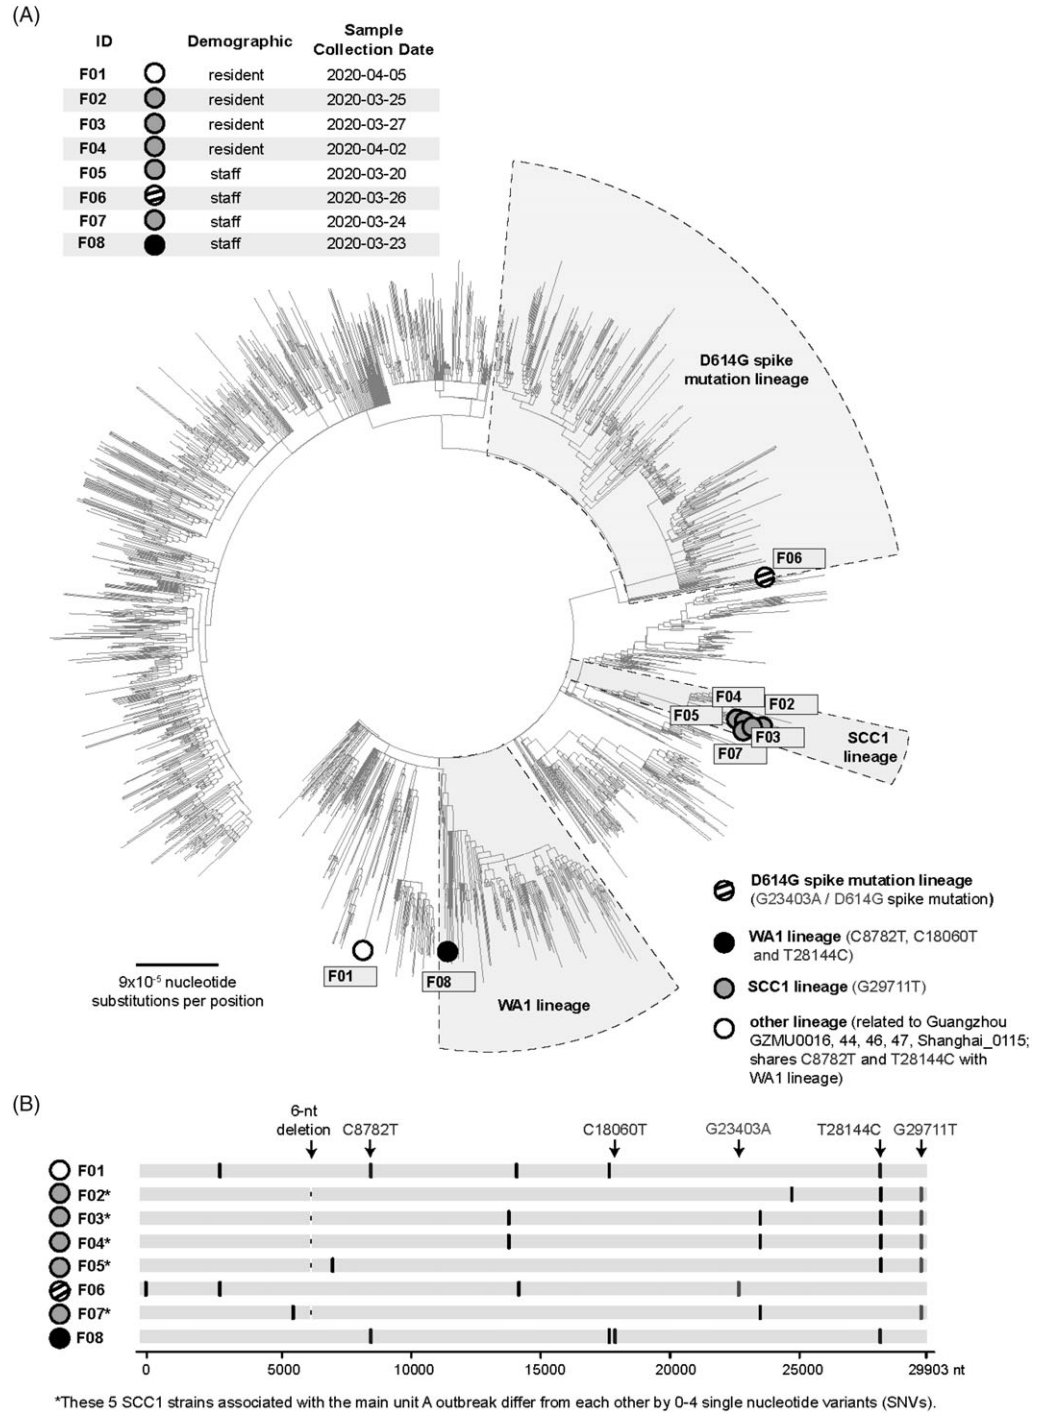 (A)
ID Demographic Sample Collection Date
F01 resident 2020-04-05
F02 resident 2020-03-25
F03 resident 2020-03-27
F04 resident 2020-04-02
F05 staff 2020-03-20
F06 staff 2020-03-26
F07 staff 2020-03-24
F08 staff 2020-03-23
D614G spike
mutation lineage
F06
F04
F02
F05
F03
F07
SCC1
lineage
F01
F08
WA1 lineage
9x10⁻⁵ nucleotide
substitutions per position
D614G spike mutation lineage
(G23403A / D614G spike mutation)
WA1 lineage (C8782T, C18060T
and T28144C)
SCC1 lineage (G29711T)
other lineage (related to Guangzhou
GZMU0016, 44, 46, 47, Shanghai_0115;
shares C8782T and T28144C with
WA1 lineage)
(B)
6-nt
deletion C8782T C18060T G23403A T28144C G29711T
F01
F02*
F03*
F04*
F05*
F06
F07*
F08
0 5000 10000 15000 20000 25000 29903 nt
*These 5 SCC1 strains associated with the main unit A outbreak differ from each other by 0-4 single nucleotide variants (SNVs).